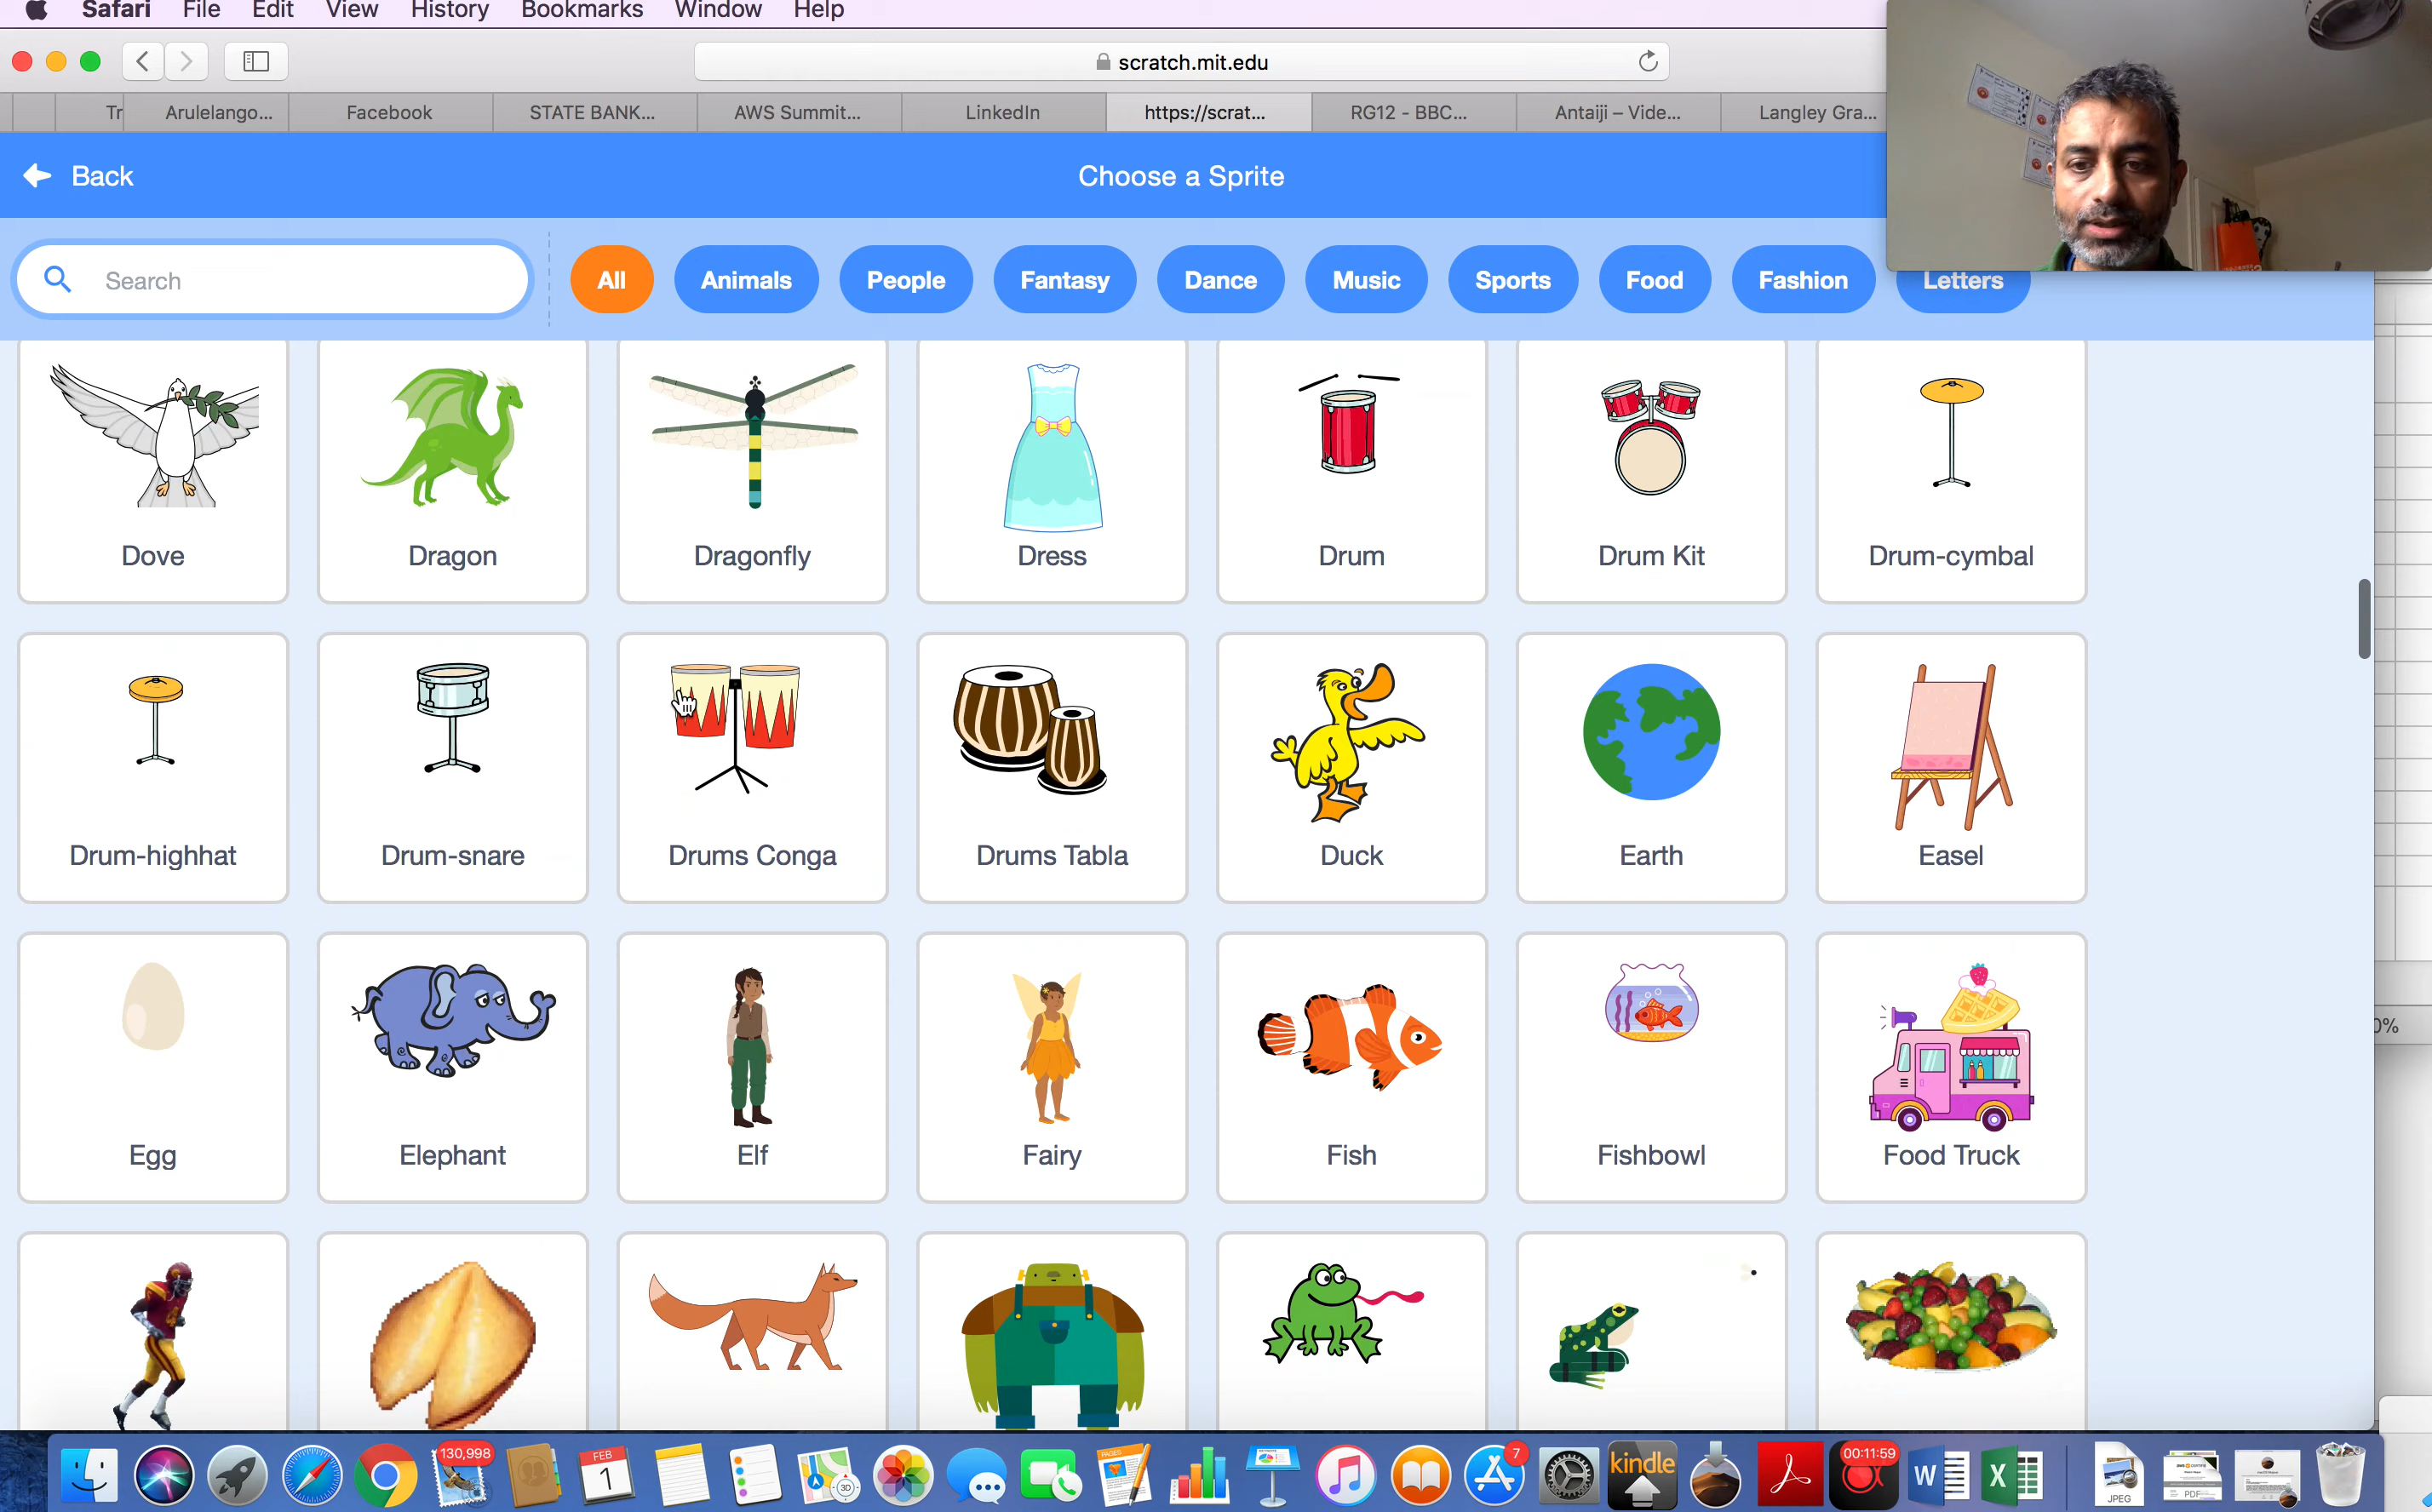 Safari File Edit View History Bookmarks Window Help
scratch.mit.edu
Tr Arulelango... Facebook STATE BANK... AWS Summit... LinkedIn https://scrat... RG12 - BBC... Antaiji – Vide... Langley Gra...
Back Choose a Sprite
Search All Animals People Fantasy Dance Music Sports Food Fashion Letters
Dove Dragon Dragonfly Dress Drum Drum Kit Drum-cymbal
Drum-highhat Drum-snare Drums Conga Drums Tabla Duck Earth Easel
0%
Egg Elephant Elf Fairy Fish Fishbowl Food Truck
130,998 FEB 1 3D PAGES 7 kindle 00:11:59 W X JPEG PDF